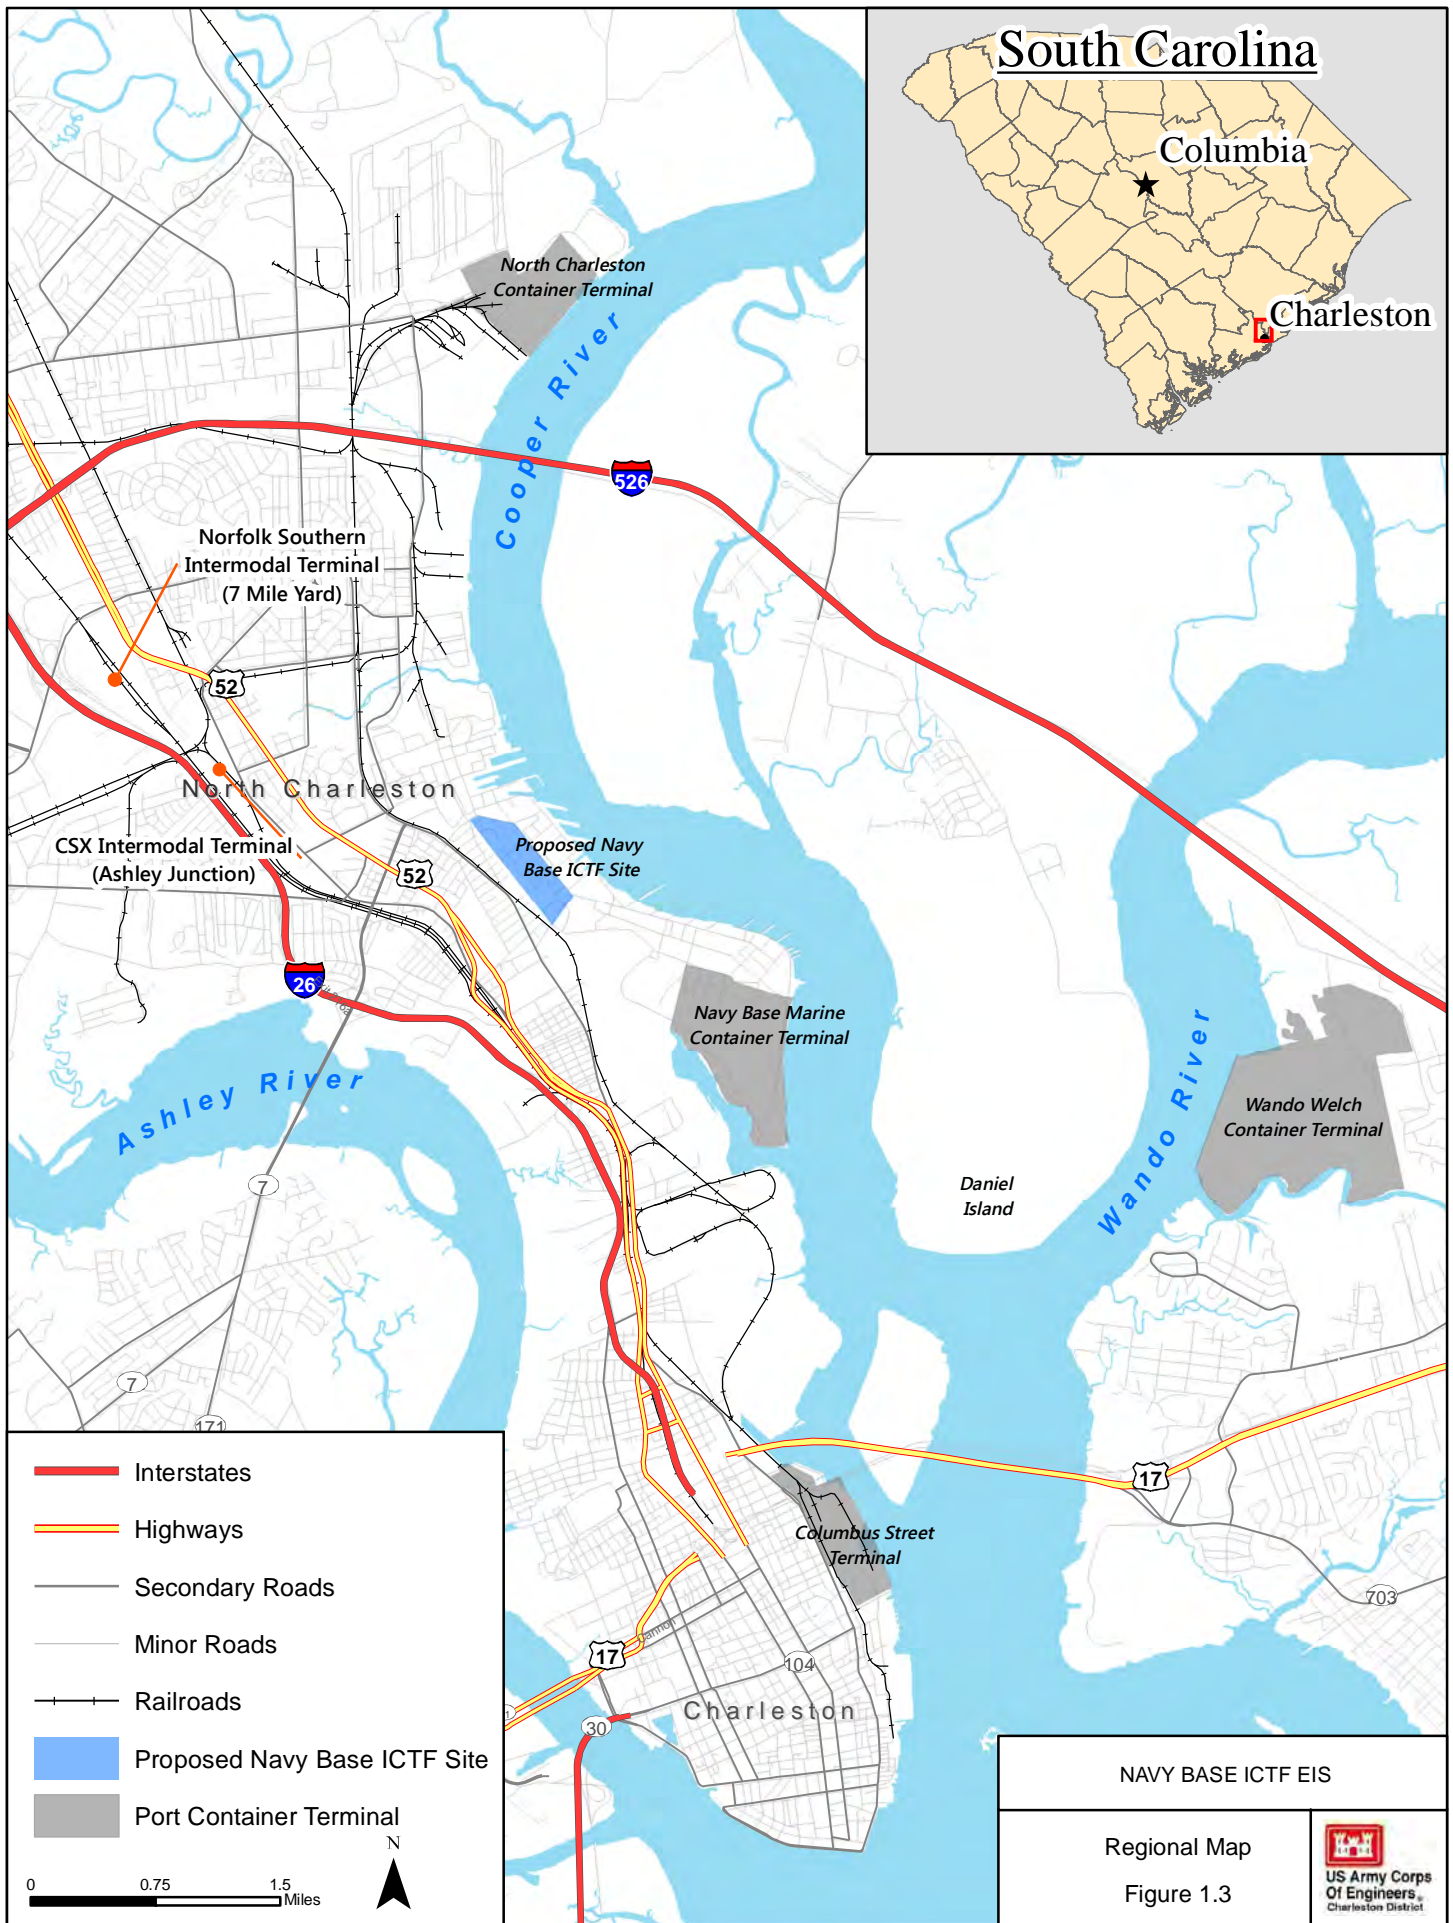 South Carolina
Columbia
Charleston
North Charleston
Container Terminal
Cooper River
526
Norfolk Southern
Intermodal Terminal
(7 Mile Yard)
52
North Charleston
CSX Intermodal Terminal
(Ashley Junction)
Proposed Navy
Base ICTF Site
52
26
Navy Base Marine
Container Terminal
Ashley River
Wando River
Wando Welch
Container Terminal
7
Daniel
Island
7
171
17
Columbus Street
Terminal
703
Cannon
17
104
Charleston
30
1
Interstates
Highways
Secondary Roads
Minor Roads
Railroads
Proposed Navy Base ICTF Site
Port Container Terminal
N
0 0.75 1.5
Miles
NAVY BASE ICTF EIS
Regional Map
Figure 1.3
US Army Corps
Of Engineers®
Charleston District